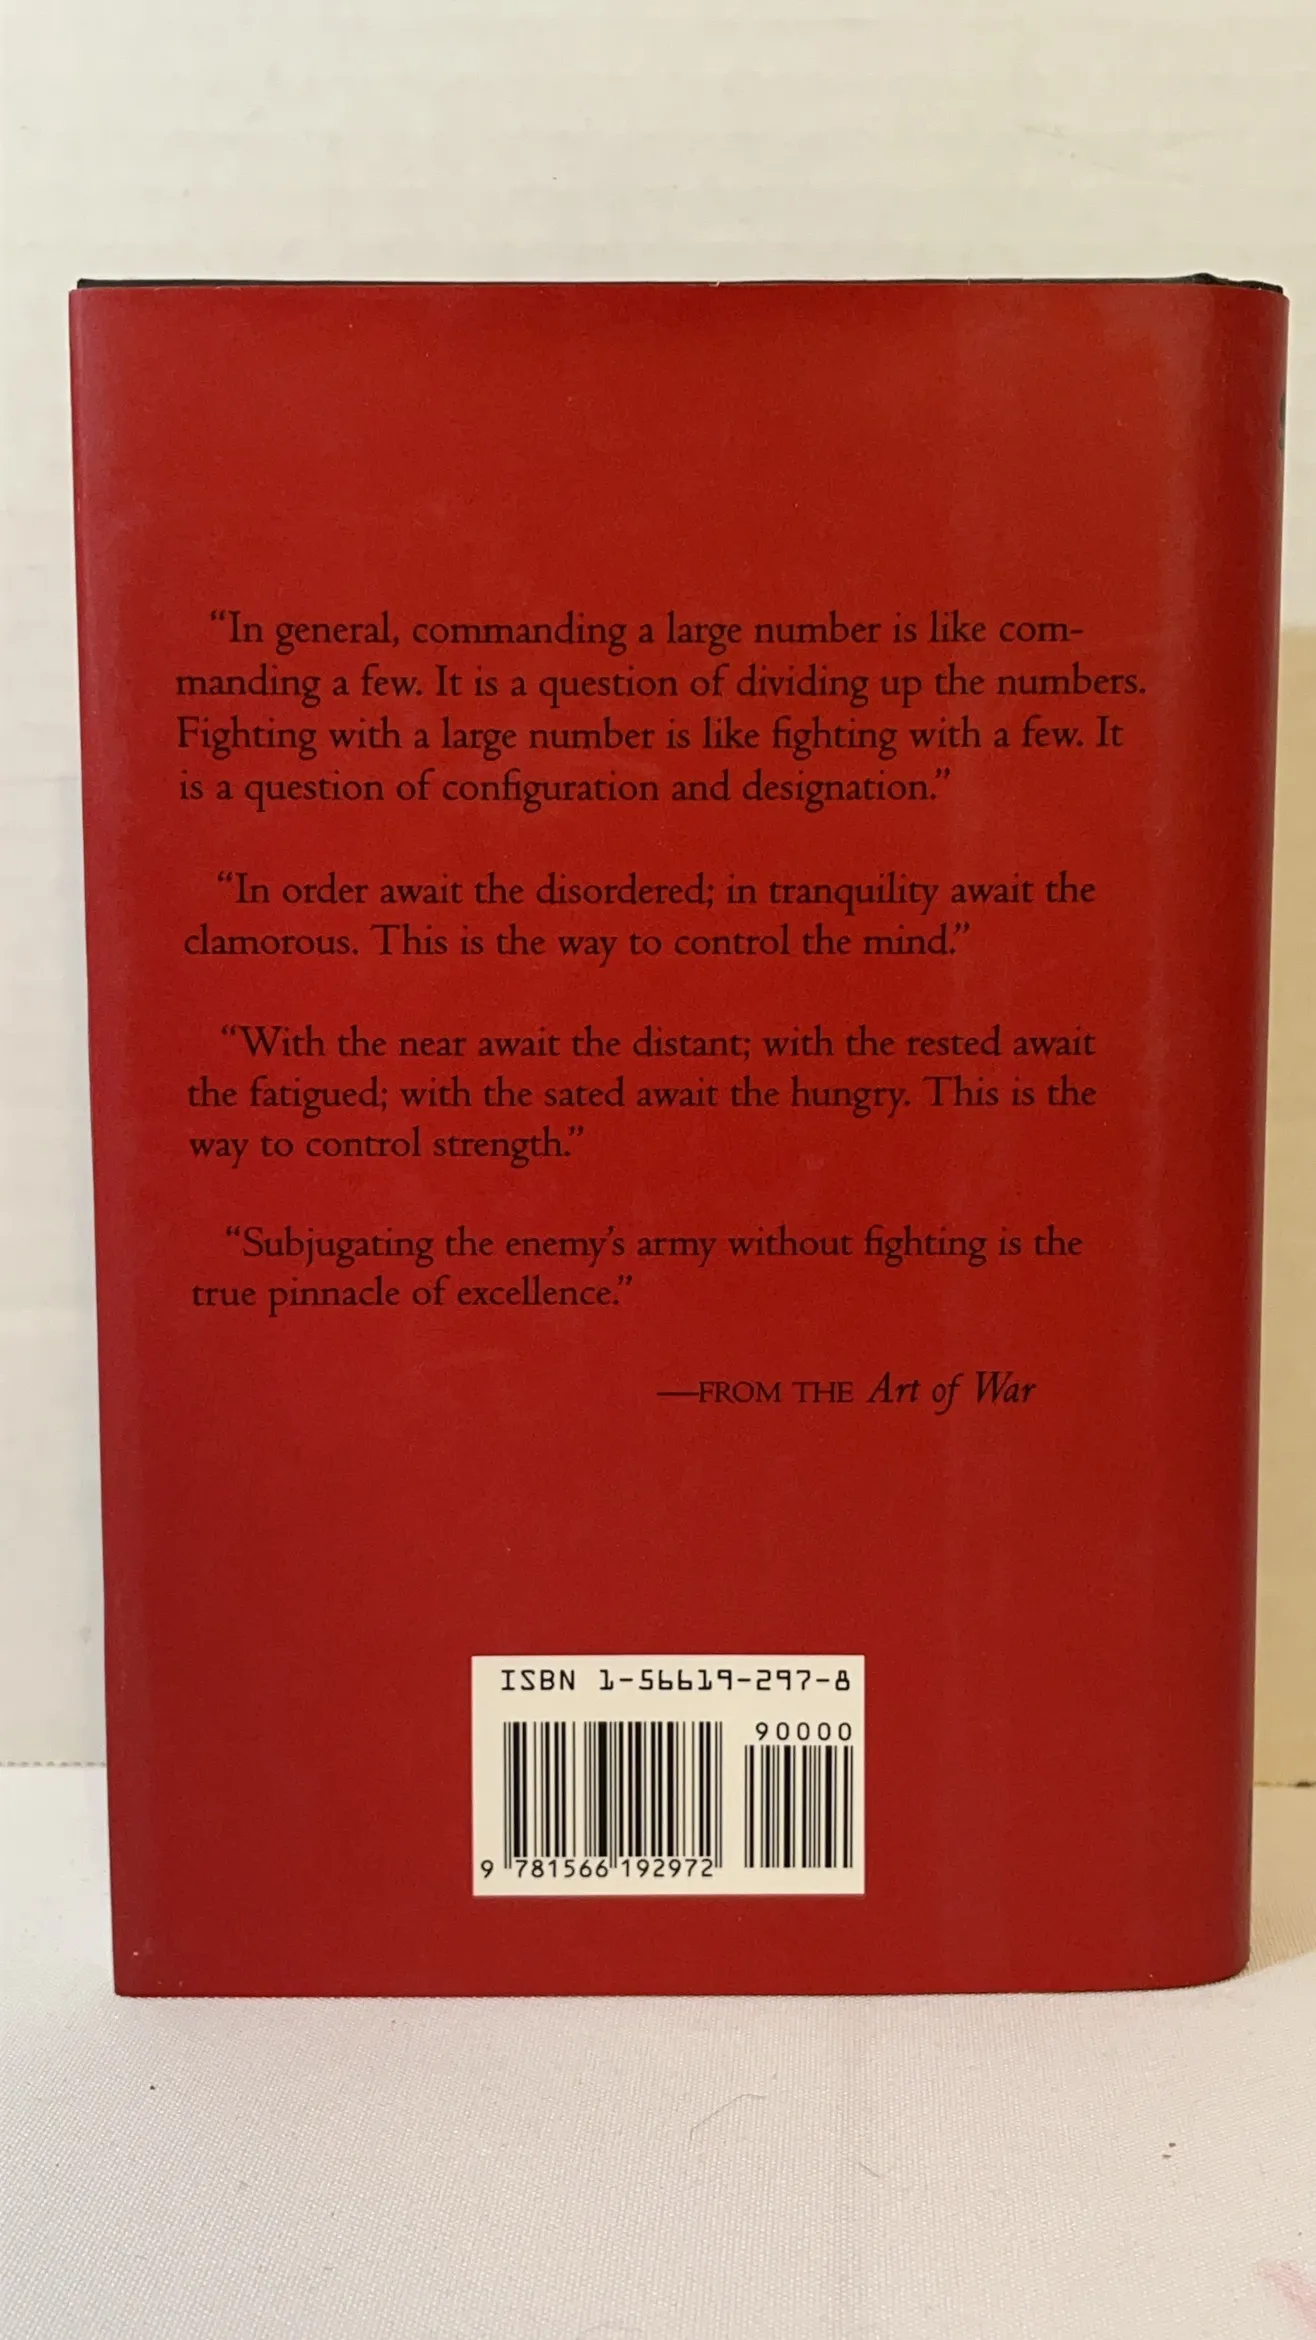 “In general, commanding a large number is like com-
manding a few. It is a question of dividing up the numbers.
Fighting with a large number is like fighting with a few. It
is a question of configuration and designation.”
“In order await the disordered; in tranquility await the
clamorous. This is the way to control the mind.”
“With the near await the distant; with the rested await
the fatigued; with the sated await the hungry. This is the
way to control strength.”
“Subjugating the enemy’s army without fighting is the
true pinnacle of excellence.”
—FROM THE Art of War
ISBN 1-56619-297-8
90000
9 781566 192972